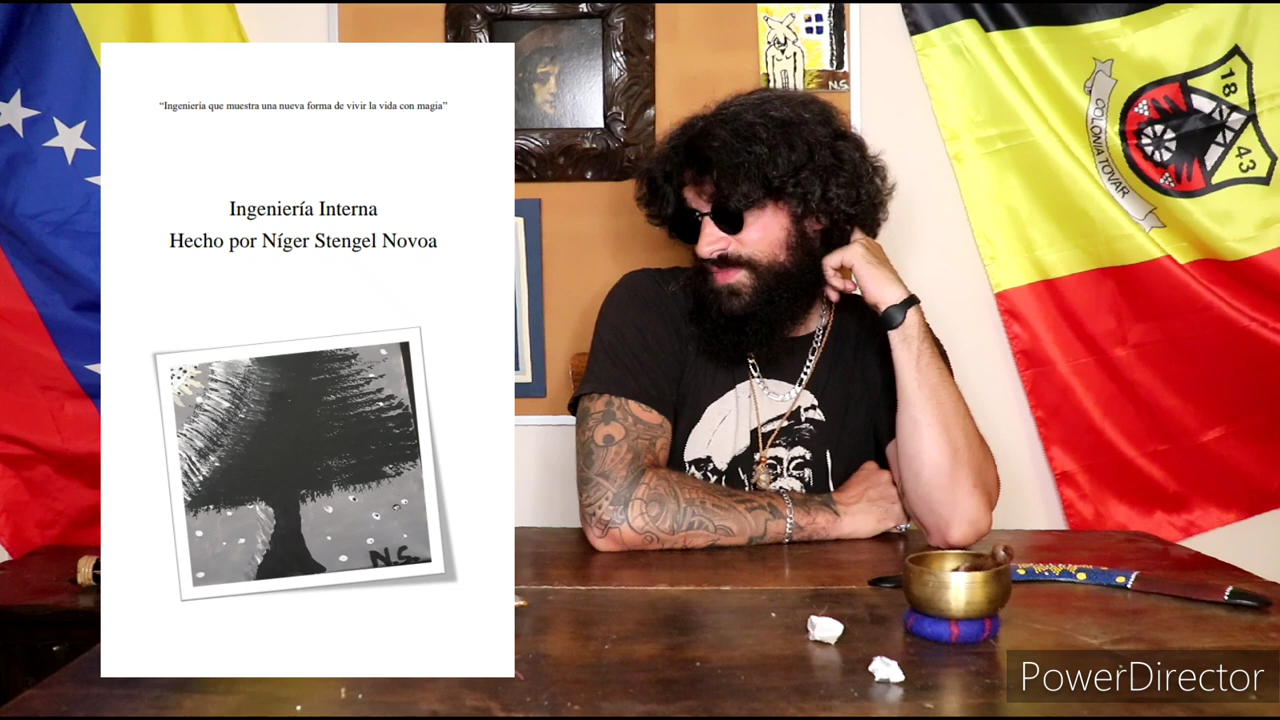 “Ingeniería que muestra una nueva forma de vivir la vida con magia”
Ingeniería Interna
Hecho por Níger Stengel Novoa
N.S.
N.S.
COLONIA TOVAR
18
43
PowerDirector